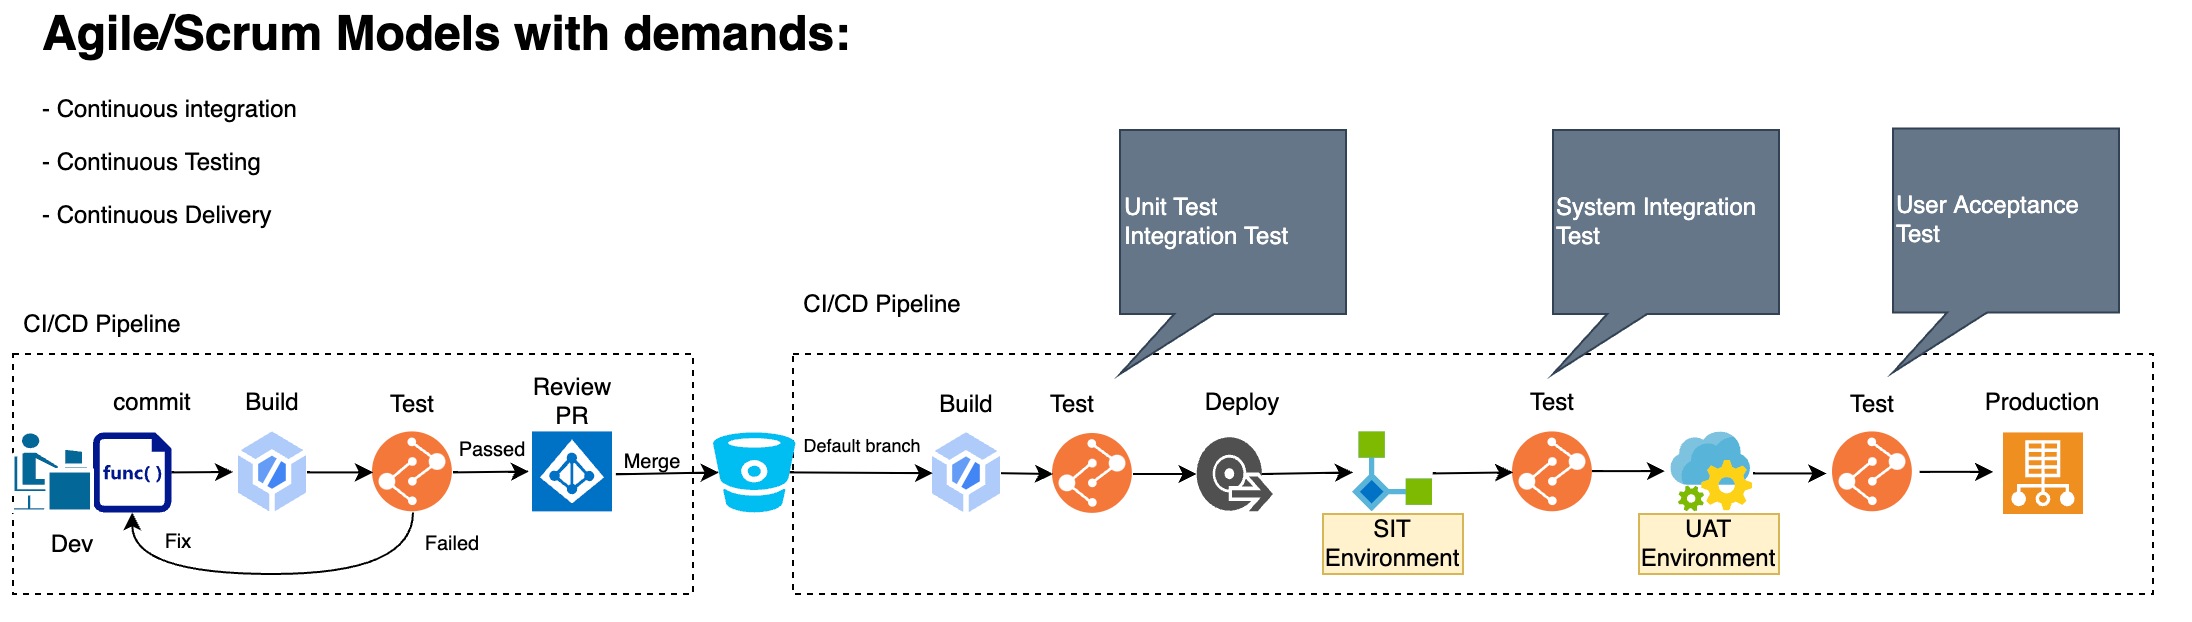 Agile/Scrum Models with demands:
- Continuous integration
- Continuous Testing
- Continuous Delivery
Unit Test
Integration Test
System Integration
Test
User Acceptance
Test
CI/CD Pipeline
CI/CD Pipeline
commit
Build
Test
Review
PR
func( )
Passed
Merge
Dev
Fix
Failed
Default branch
Build
Test
Deploy
SIT
Environment
Test
UAT
Environment
Test
Production